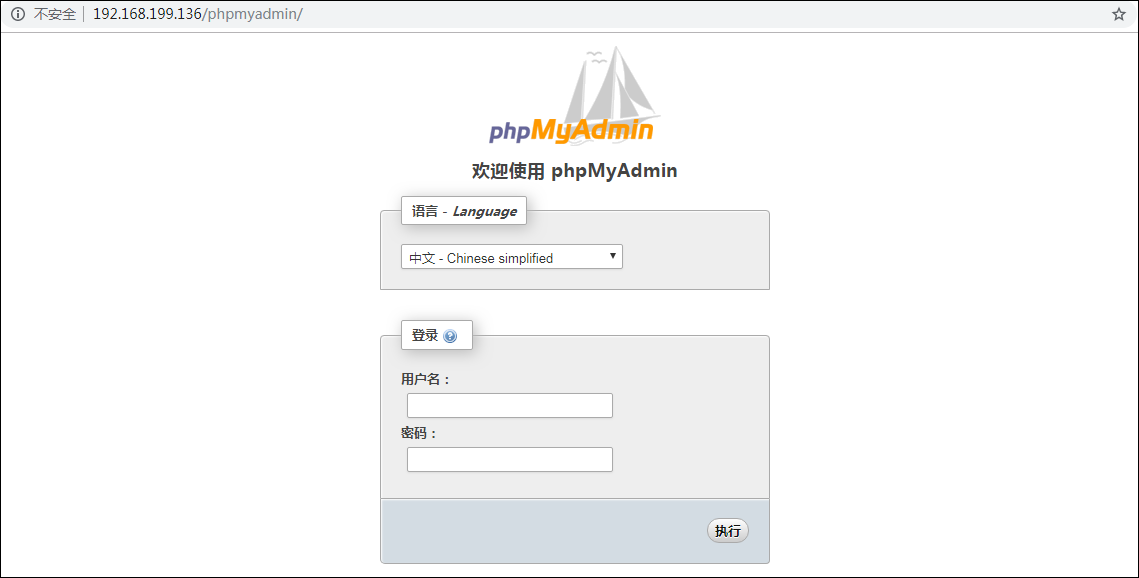 不安全 192.168.199.136/phpmyadmin/
phpMyAdmin
欢迎使用 phpMyAdmin
语言 - Language
中文 - Chinese simplified
登录
用户名：
密码：
执行